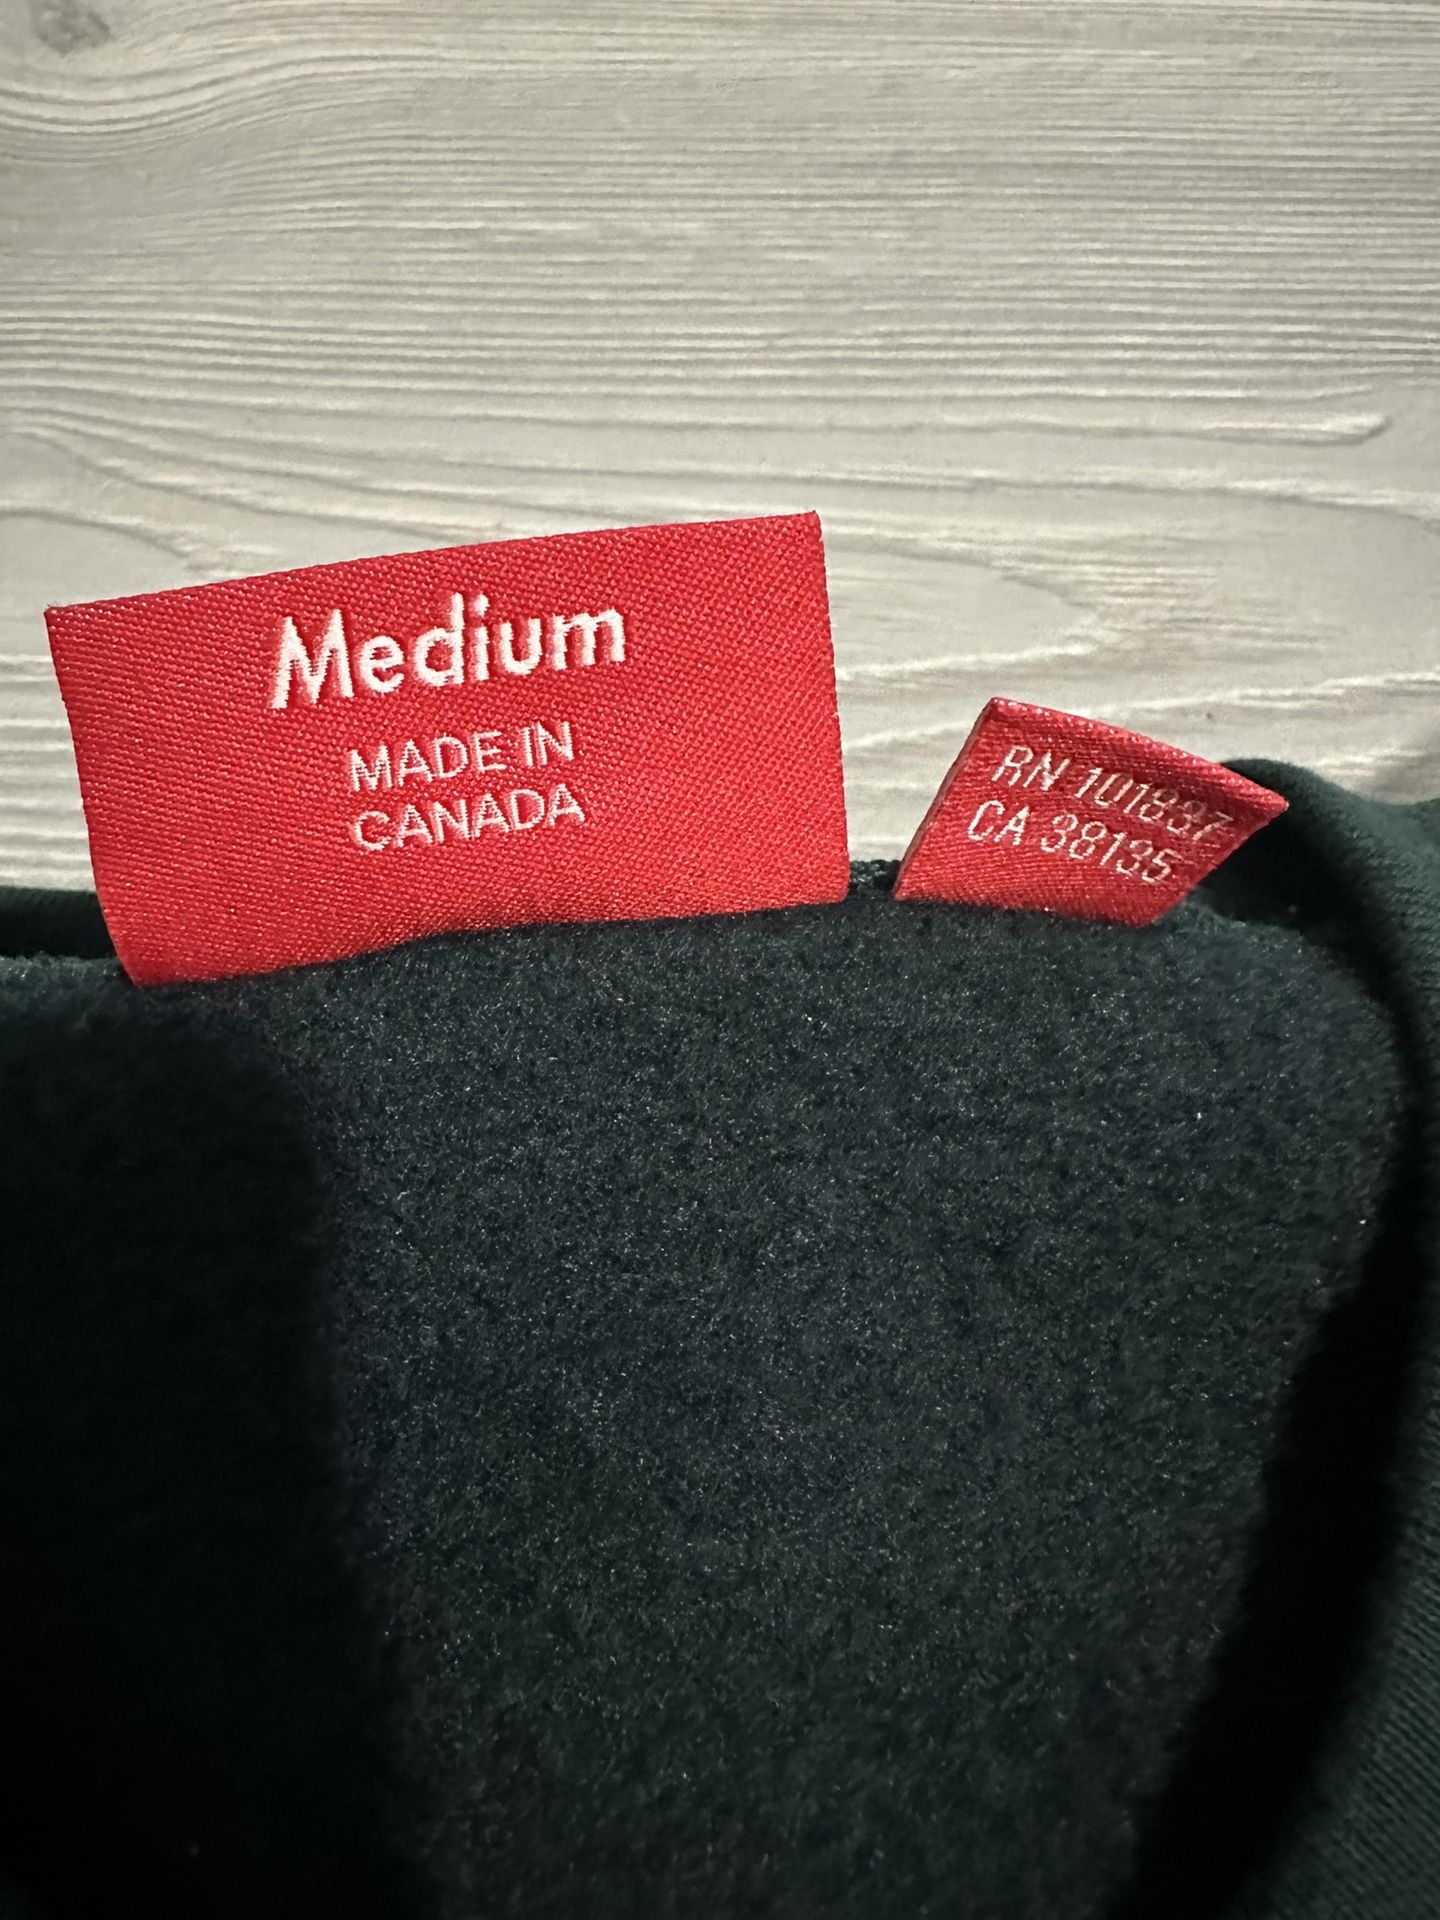 Medium
MADE IN
CANADA
RN 101837
CA 38135